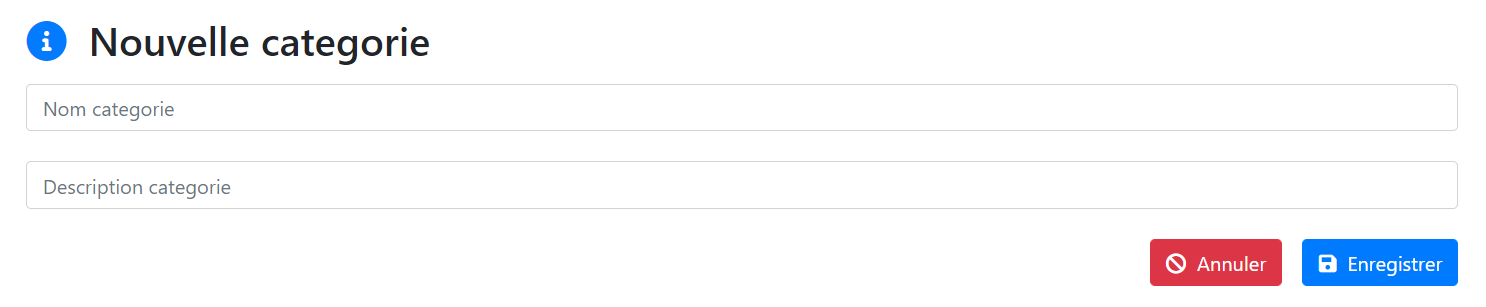 Nouvelle categorie
Nom categorie
Description categorie
Annuler Enregistrer